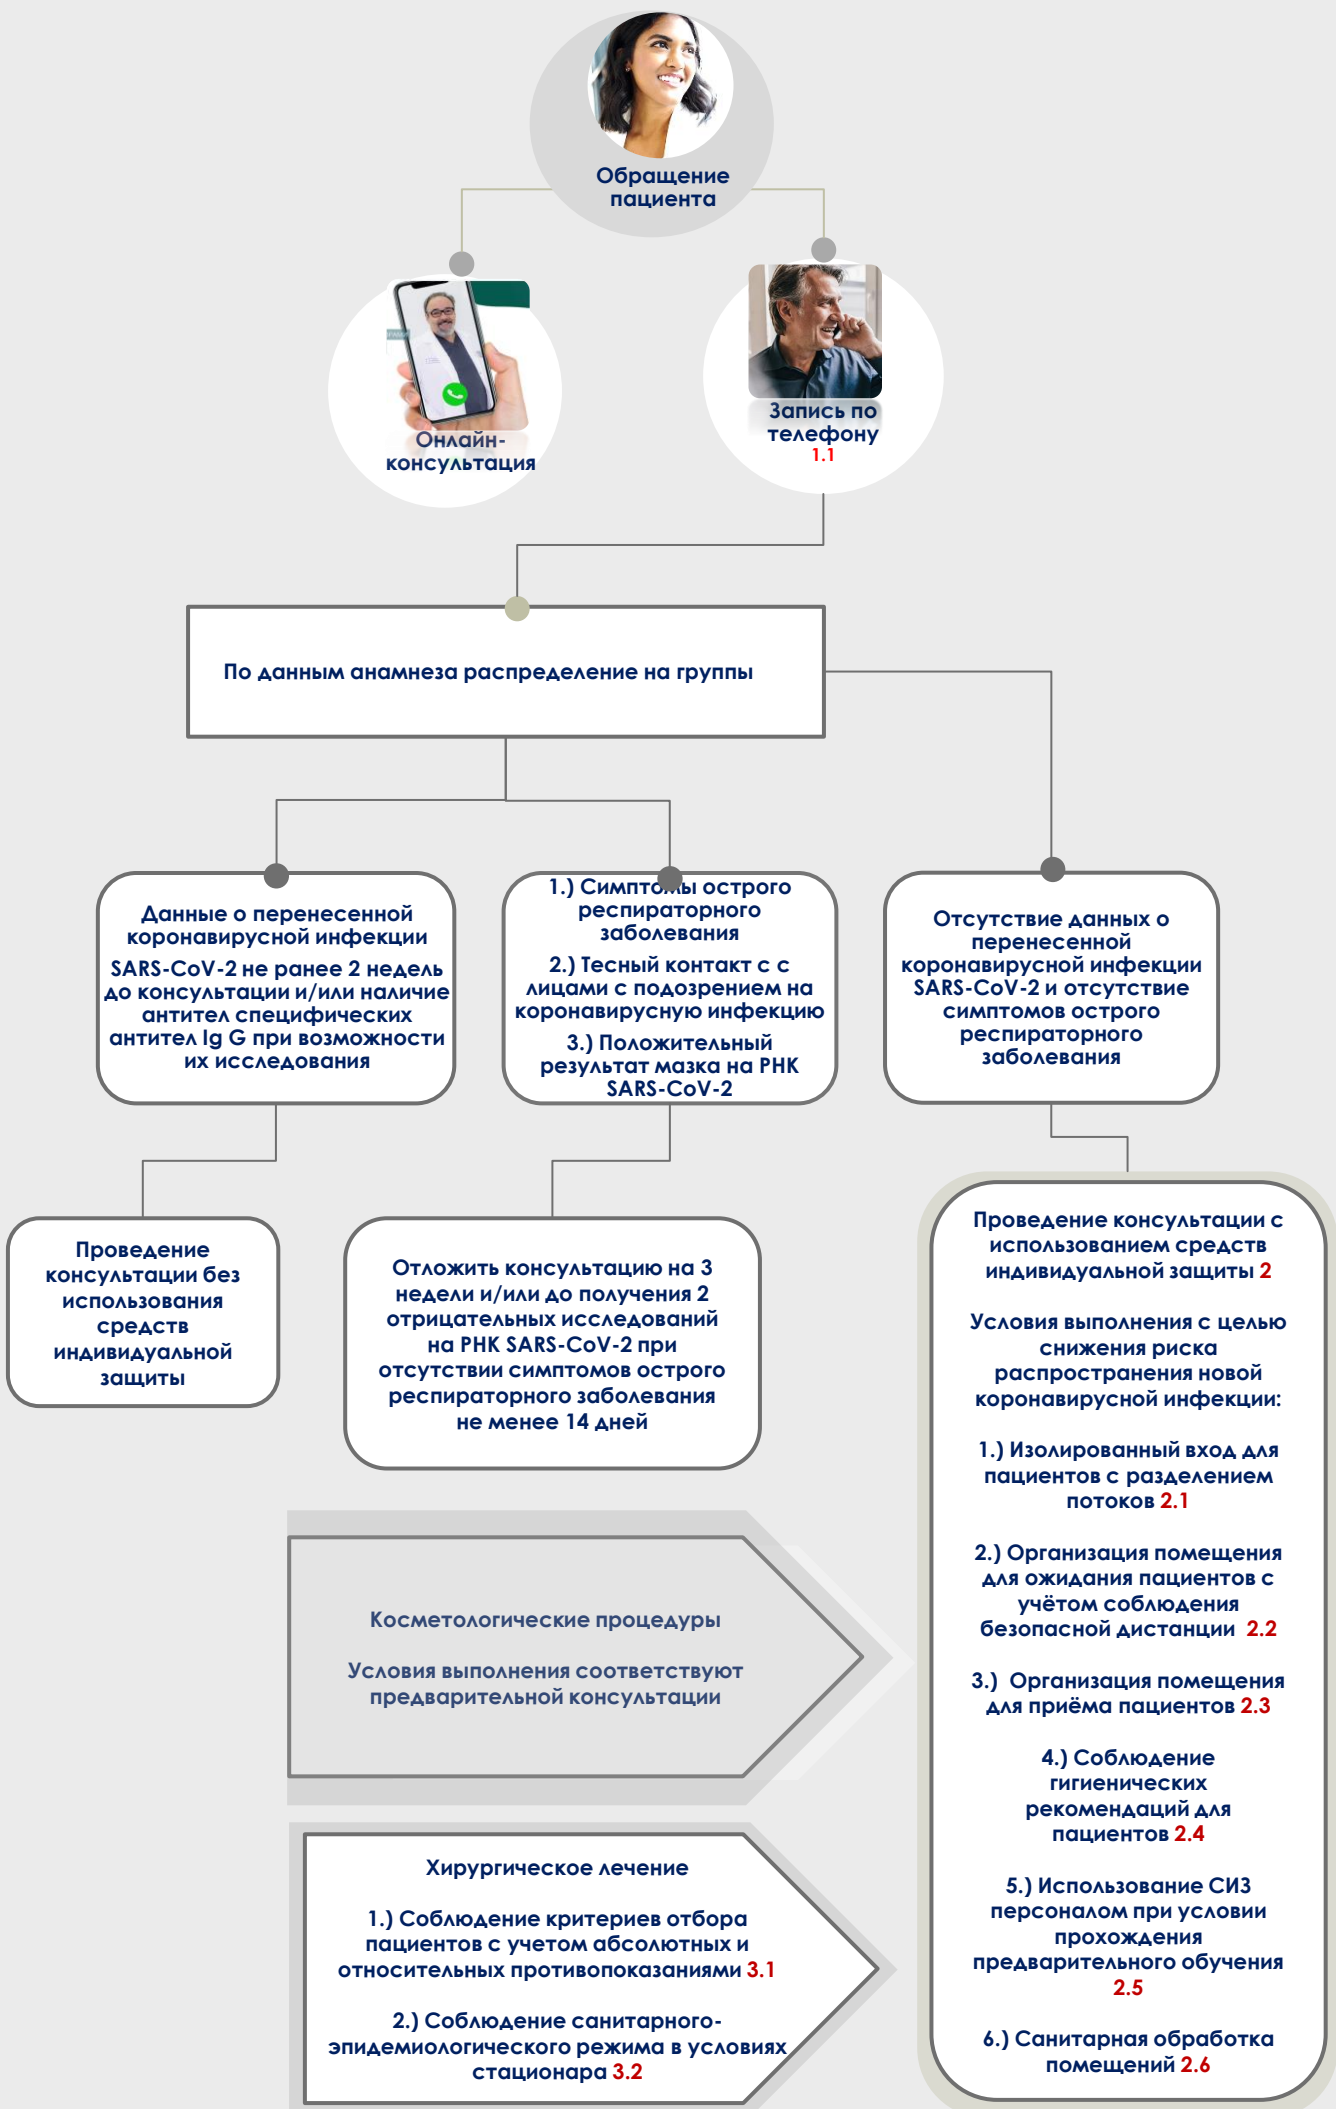 Обращение
пациента
Онлайн-
консультация
Запись по
телефону
1.1
По данным анамнеза распределение на группы
Данные о перенесенной
коронавирусной инфекции
SARS-CoV-2 не ранее 2 недель
до консультации и/или наличие
антител специфических
антител Ig G при возможности
их исследования
1.) Симптомы острого
респираторного
заболевания
2.) Тесный контакт с с
лицами с подозрением на
коронавирусную инфекцию
3.) Положительный
результат мазка на РНК
SARS-CoV-2
Отсутствие данных о
перенесенной
коронавирусной инфекции
SARS-CoV-2 и отсутствие
симптомов острого
респираторного
заболевания
Проведение
консультации без
использования
средств
индивидуальной
защиты
Отложить консультацию на 3
недели и/или до получения 2
отрицательных исследований
на РНК SARS-CoV-2 при
отсутствии симптомов острого
респираторного заболевания
не менее 14 дней
Проведение консультации с
использованием средств
индивидуальной защиты 2
Условия выполнения с целью
снижения риска
распространения новой
коронавирусной инфекции:
1.) Изолированный вход для
пациентов с разделением
потоков 2.1
2.) Организация помещения
для ожидания пациентов с
учётом соблюдения
безопасной дистанции 2.2
3.) Организация помещения
для приёма пациентов 2.3
4.) Соблюдение
гигиенических
рекомендаций для
пациентов 2.4
5.) Использование СИЗ
персоналом при условии
прохождения
предварительного обучения
2.5
6.) Санитарная обработка
помещений 2.6
Косметологические процедуры
Условия выполнения соответствуют
предварительной консультации
Хирургическое лечение
1.) Соблюдение критериев отбора
пациентов с учетом абсолютных и
относительных противопоказаниями 3.1
2.) Соблюдение санитарного-
эпидемиологического режима в условиях
стационара 3.2